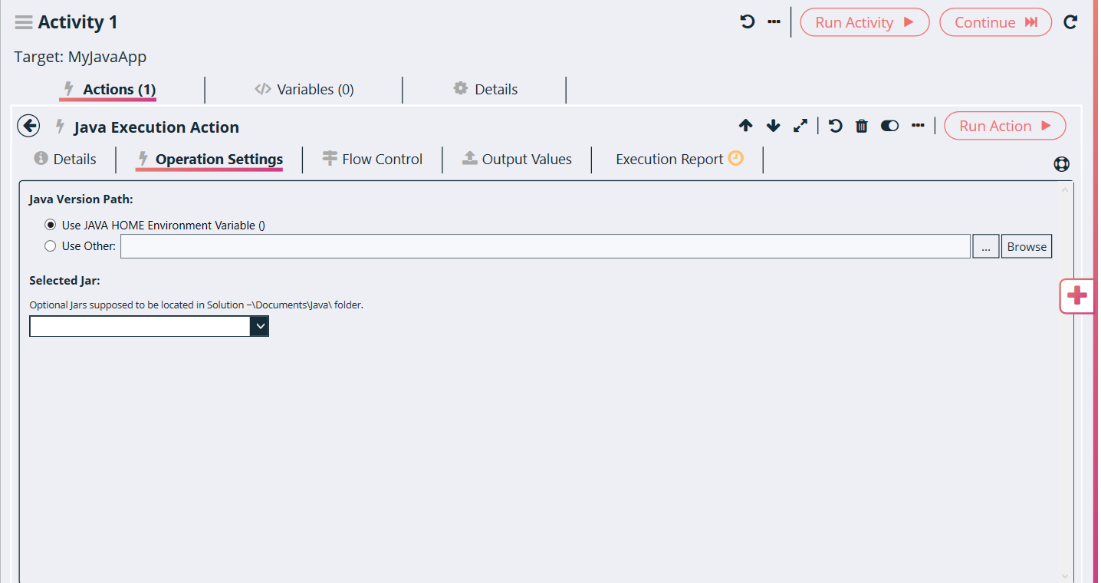 Activity 1
Run Activity
Continue
Target: MyJavaApp
Actions (1)
Variables (0)
Details
Java Execution Action
Run Action
Details
Operation Settings
Flow Control
Output Values
Execution Report
Java Version Path:
Use JAVA HOME Environment Variable ()
Use Other:
...
Browse
Selected Jar:
Optional Jars supposed to be located in Solution ~\Documents\Java\ folder.